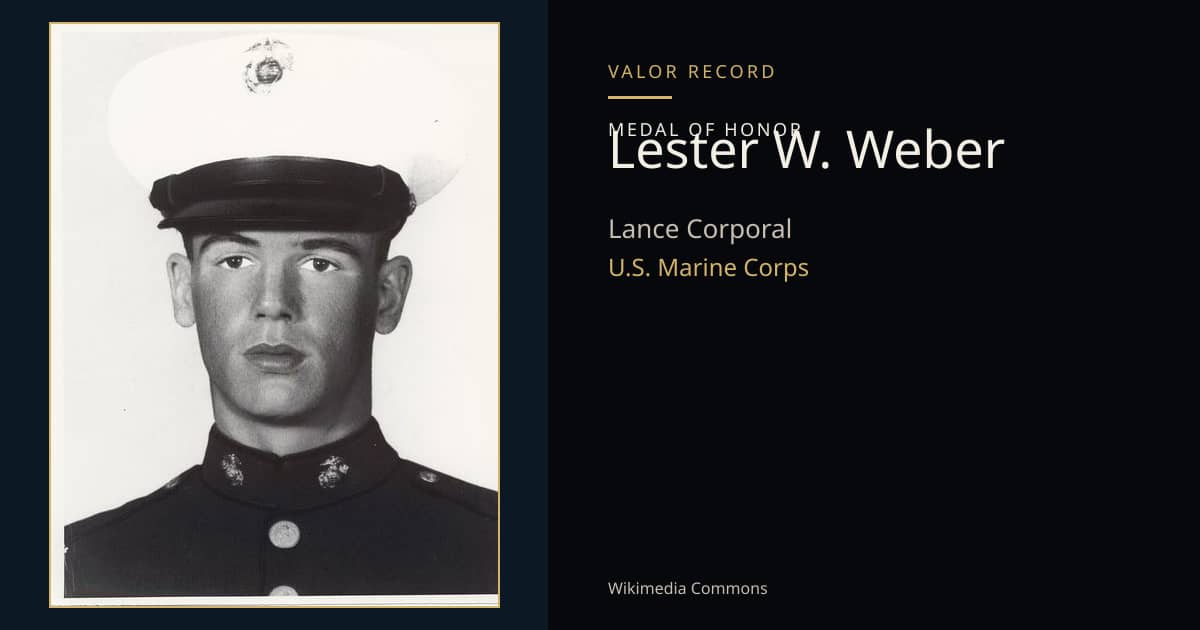 VALOR RECORD
MEDAL OF HONOR
Lester W. Weber
Lance Corporal
U.S. Marine Corps
Wikimedia Commons